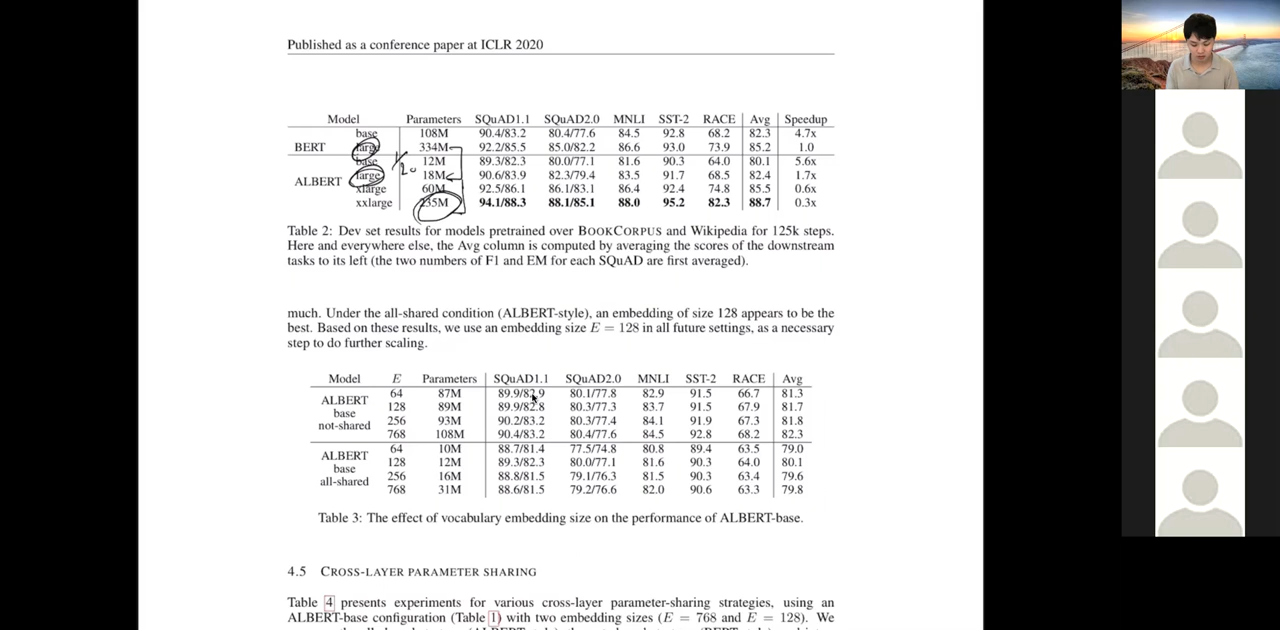 Published as a conference paper at ICLR 2020
Model Parameters SQuAD1.1 SQuAD2.0 MNLI SST-2 RACE Avg Speedup
base 108M 90.4/83.2 80.4/77.6 84.5 92.8 68.2 82.3 4.7x
BERT large 334M 92.2/85.5 85.0/82.2 86.6 93.0 73.9 85.2 1.0
base 12M 89.3/82.3 80.0/77.1 81.6 90.3 64.0 80.1 5.6x
ALBERT large 18M 90.6/83.9 82.3/79.4 83.5 91.7 68.5 82.4 1.7x
xlarge 60M 92.5/86.1 86.1/83.1 86.4 92.4 74.8 85.5 0.6x
xxlarge 235M 94.1/88.3 88.1/85.1 88.0 95.2 82.3 88.7 0.3x
Table 2: Dev set results for models pretrained over BOOKCORPUS and Wikipedia for 125k steps.
Here and everywhere else, the Avg column is computed by averaging the scores of the downstream
tasks to its left (the two numbers of F1 and EM for each SQuAD are first averaged).
much. Under the all-shared condition (ALBERT-style), an embedding of size 128 appears to be the
best. Based on these results, we use an embedding size E = 128 in all future settings, as a necessary
step to do further scaling.
Model E Parameters SQuAD1.1 SQuAD2.0 MNLI SST-2 RACE Avg
ALBERT base not-shared
64 87M 89.9/82.9 80.1/77.8 82.9 91.5 66.7 81.3
128 89M 89.9/82.8 80.3/77.3 83.7 91.5 67.9 81.7
256 93M 90.2/83.2 80.3/77.4 84.1 91.9 67.3 81.8
768 108M 90.4/83.2 80.4/77.6 84.5 92.8 68.2 82.3
ALBERT base all-shared
64 10M 88.7/81.4 77.5/74.8 80.8 89.4 63.5 79.0
128 12M 89.3/82.3 80.0/77.1 81.6 90.3 64.0 80.1
256 16M 88.8/81.5 79.1/76.3 81.5 90.3 63.4 79.6
768 31M 88.6/81.5 79.2/76.6 82.0 90.6 63.3 79.8
Table 3: The effect of vocabulary embedding size on the performance of ALBERT-base.
4.5 CROSS-LAYER PARAMETER SHARING
Table 4 presents experiments for various cross-layer parameter-sharing strategies, using an
ALBERT-base configuration (Table 1) with two embedding sizes (E = 768 and E = 128). We